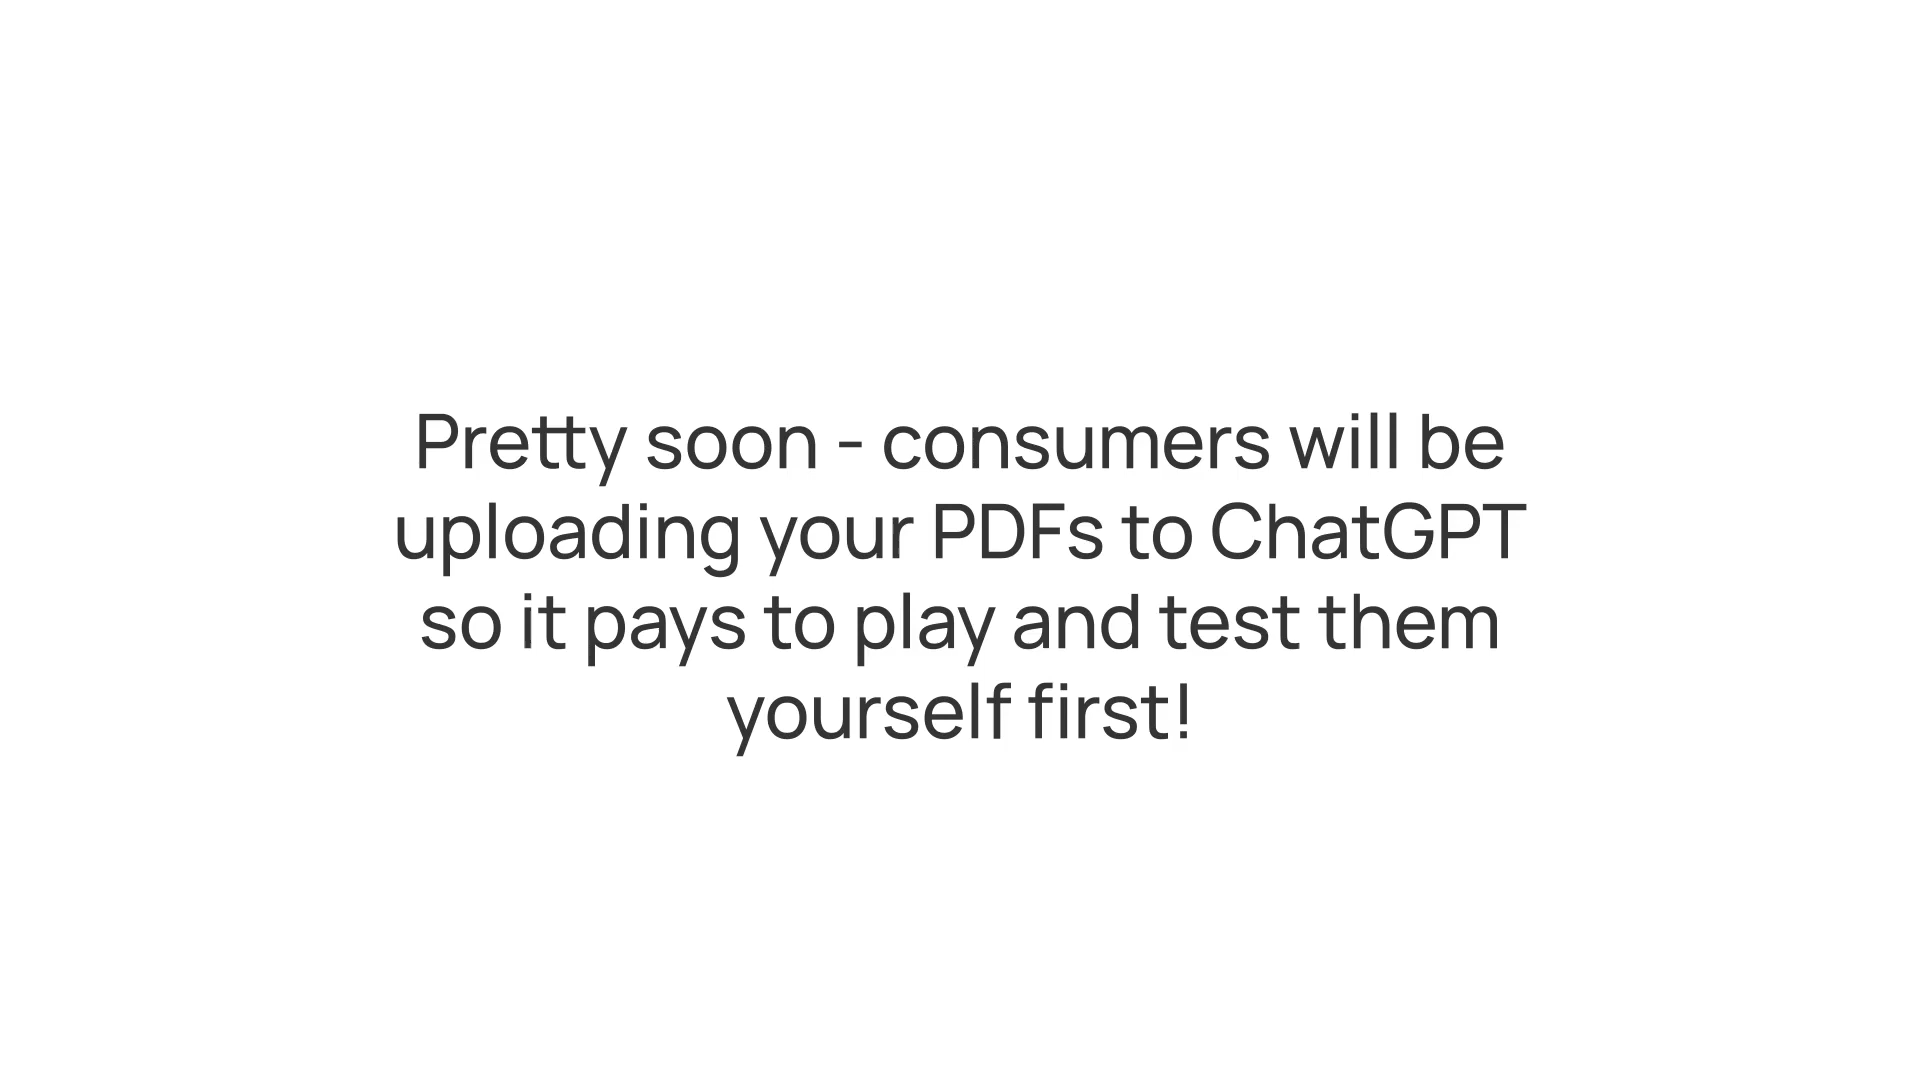 Pretty soon - consumers will be
uploading your PDFs to ChatGPT
so it pays to play and test them
yourself first!